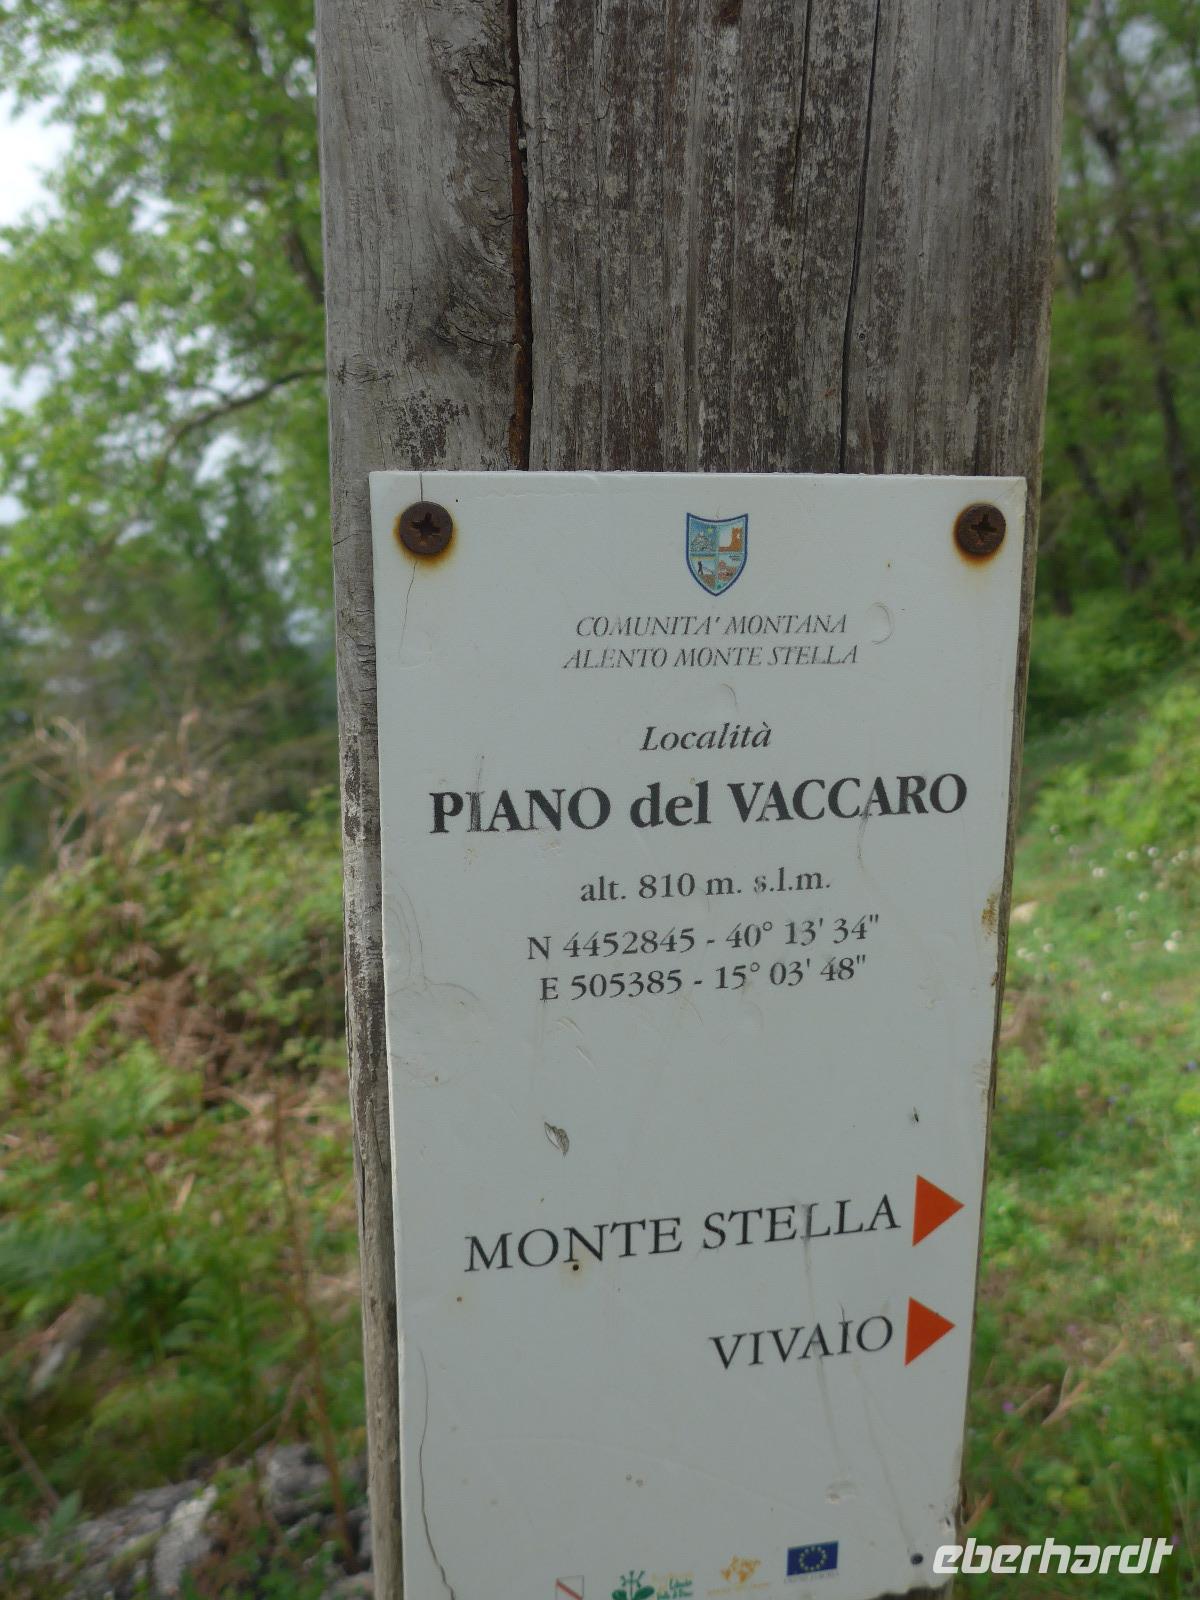 COMUNITA' MONTANA
ALENTO MONTE STELLA
Località
PIANO del VACCARO
alt. 810 m. s.l.m.
N 4452845 - 40° 13' 34"
E 505385 - 15° 03' 48"
MONTE STELLA
VIVAIO
eberhardt